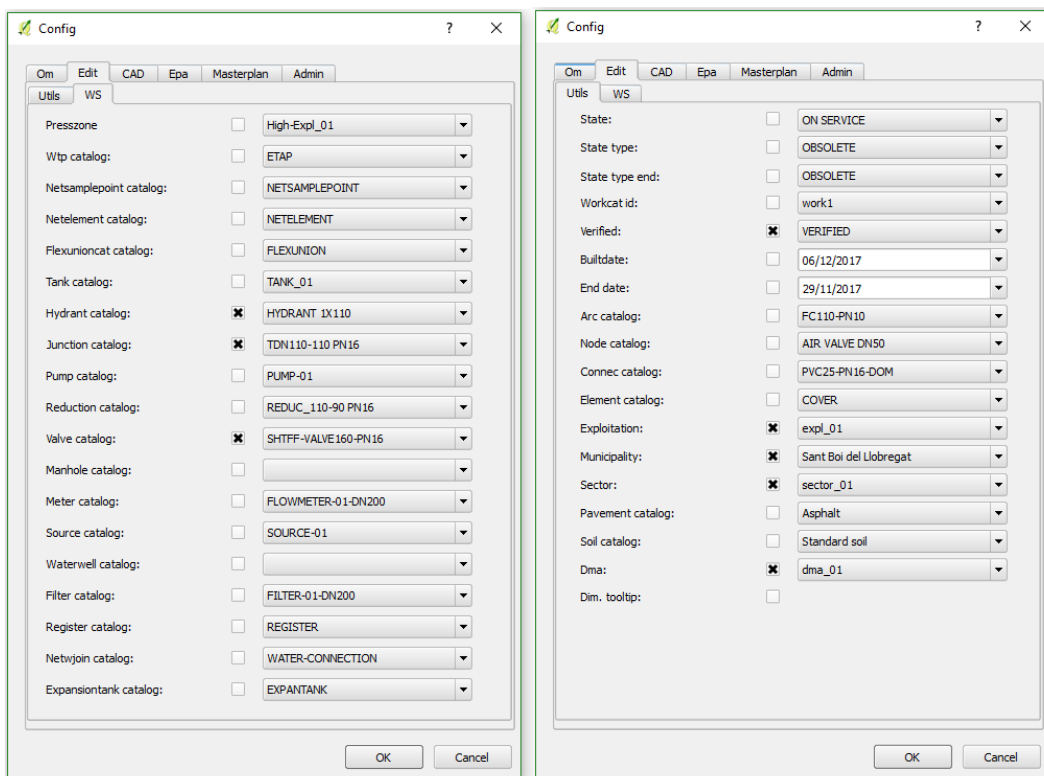 Config
?
Om Edit CAD Epa Masterplan Admin
Utils WS
Presszone High-Expl_01
Wtp catalog: ETAP
Netsamplepoint catalog: NETSAMPLEPOINT
Netelement catalog: NETELEMENT
Flexunioncat catalog: FLEXUNION
Tank catalog: TANK_01
Hydrant catalog: HYDRANT 1X110
Junction catalog: TDN110-110 PN16
Pump catalog: PUMP-01
Reduction catalog: REDUC_110-90 PN16
Valve catalog: SHTFF-VALVE160-PN16
Manhole catalog:
Meter catalog: FLOWMETER-01-DN200
Source catalog: SOURCE-01
Waterwell catalog:
Filter catalog: FILTER-01-DN200
Register catalog: REGISTER
Netwjoin catalog: WATER-CONNECTION
Expansiontank catalog: EXPANTANK
OK Cancel
Config
?
Om Edit CAD Epa Masterplan Admin
Utils WS
State: ON SERVICE
State type: OBSOLETE
State type end: OBSOLETE
Workcat id: work1
Verified: VERIFIED
Builtdate: 06/12/2017
End date: 29/11/2017
Arc catalog: FC110-PN10
Node catalog: AIR VALVE DN50
Connec catalog: PVC25-PN16-DOM
Element catalog: COVER
Exploitation: expl_01
Municipality: Sant Boi del Llobregat
Sector: sector_01
Pavement catalog: Asphalt
Soil catalog: Standard soil
Dma: dma_01
Dim. tooltip:
OK Cancel